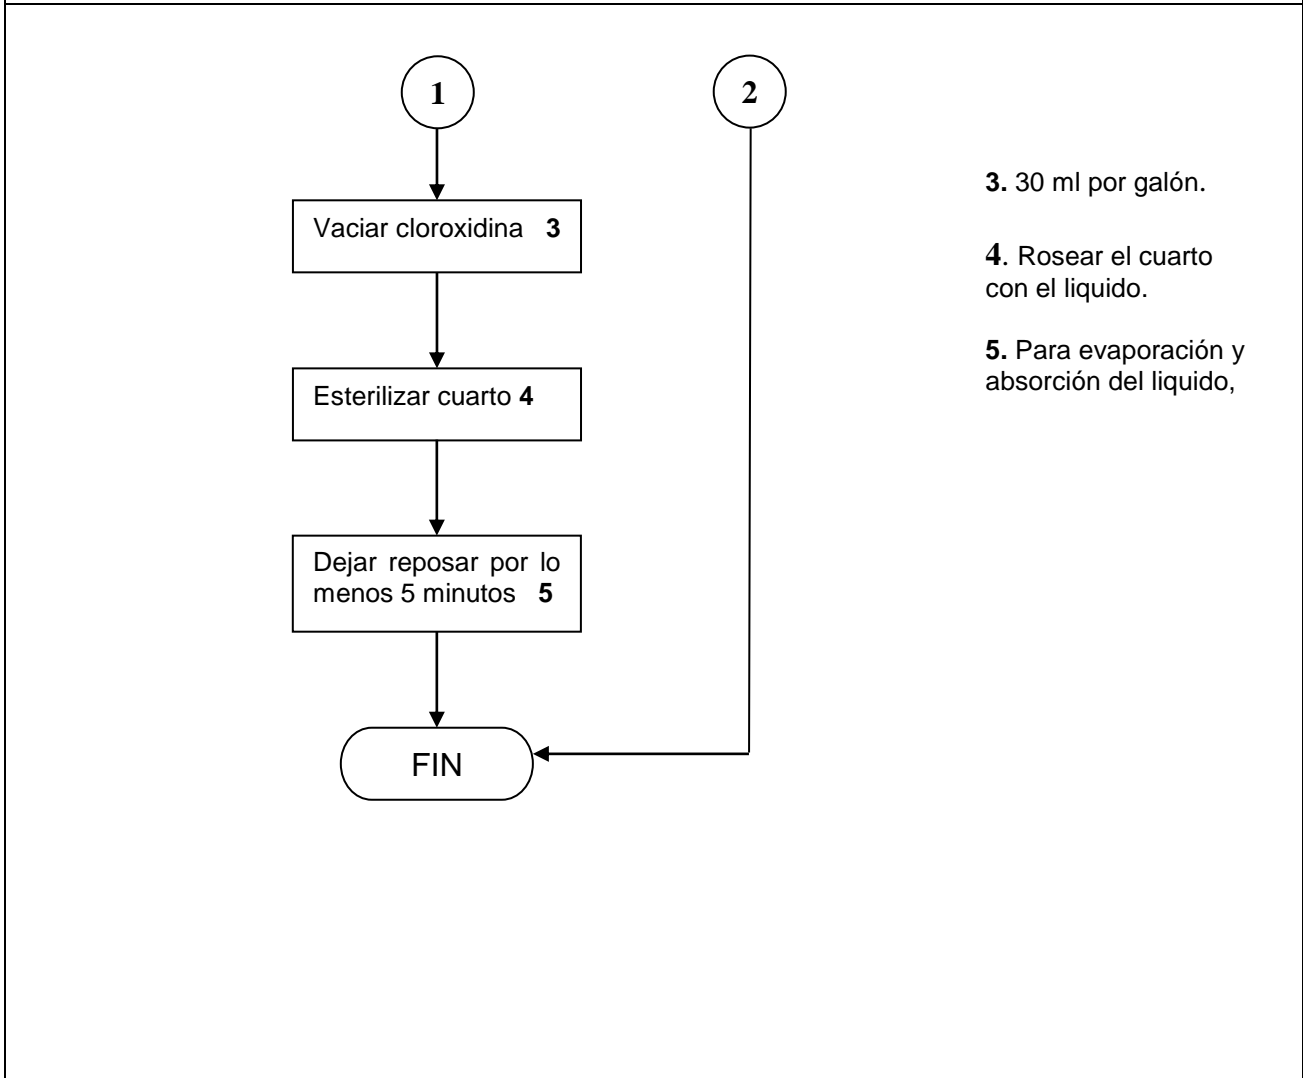 1
2
Vaciar cloroxidina 3
Esterilizar cuarto 4
Dejar reposar por lo
menos 5 minutos 5
FIN
3. 30 ml por galón.
4. Rosear el cuarto
con el liquido.
5. Para evaporación y
absorción del liquido,